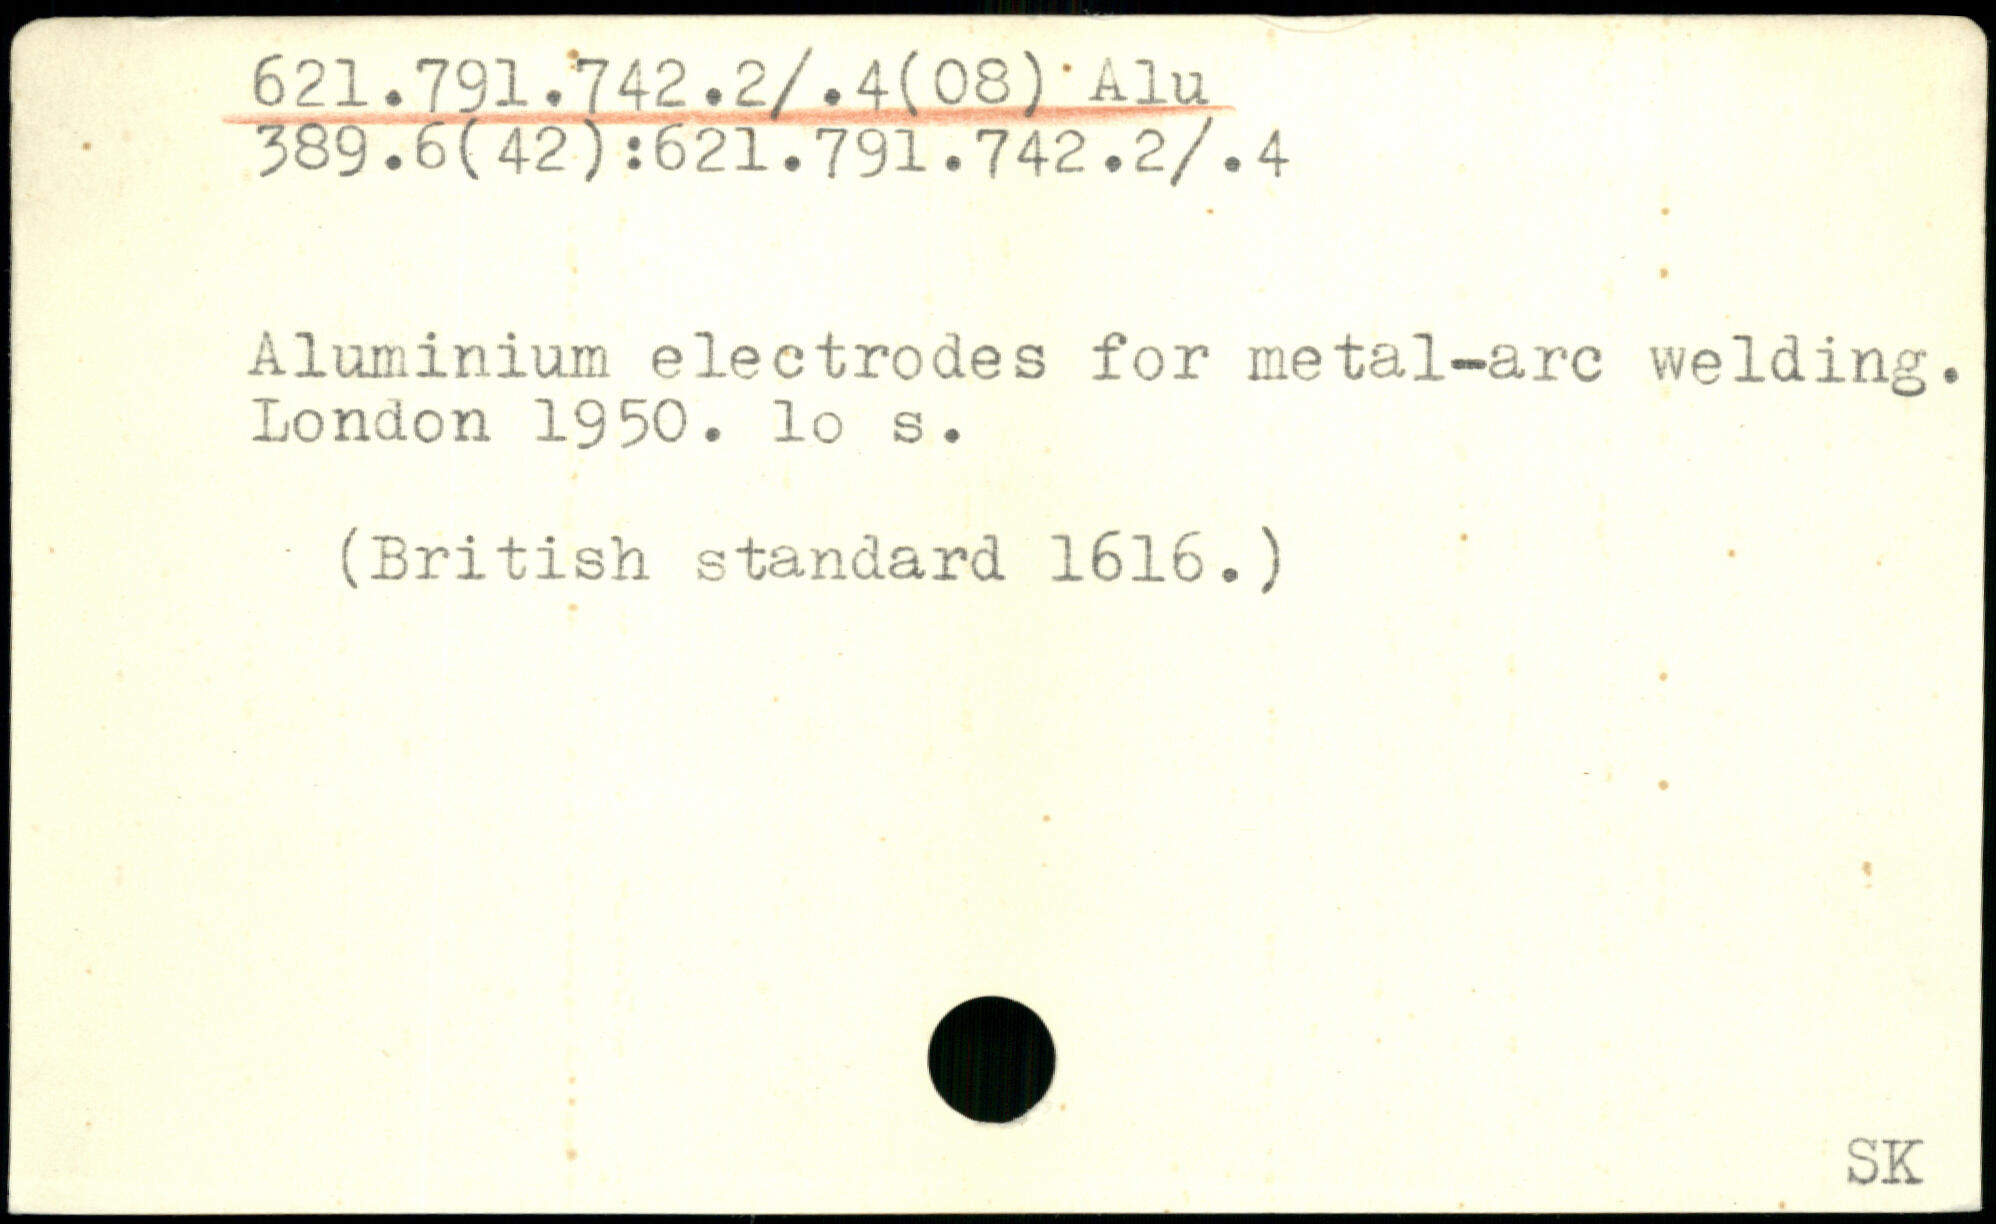 621.791.742.2/.4(08) Alu
389.6(42):621.791.742.2/.4
Aluminium electrodes for metal-arc welding.
London 1950. lo s.
(British standard 1616.)
SK